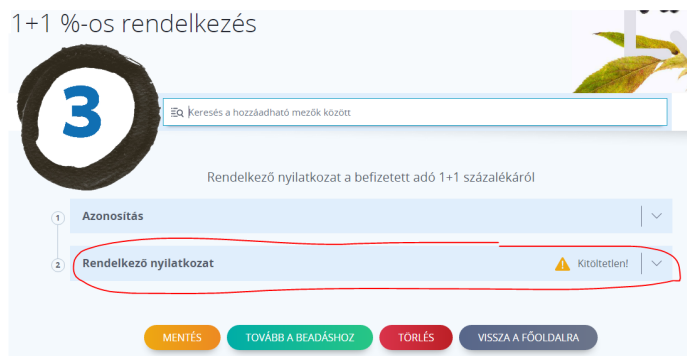 1+1 %-os rendelkezés
3
Keresés a hozzáadható mezők között
Rendelkező nyilatkozat a befizetett adó 1+1 százalékáról
1 Azonosítás
2 Rendelkező nyilatkozat Kitöltetlen!
MENTÉS TOVÁBB A BEADÁSHOZ TÖRLÉS VISSZA A FŐOLDALRA